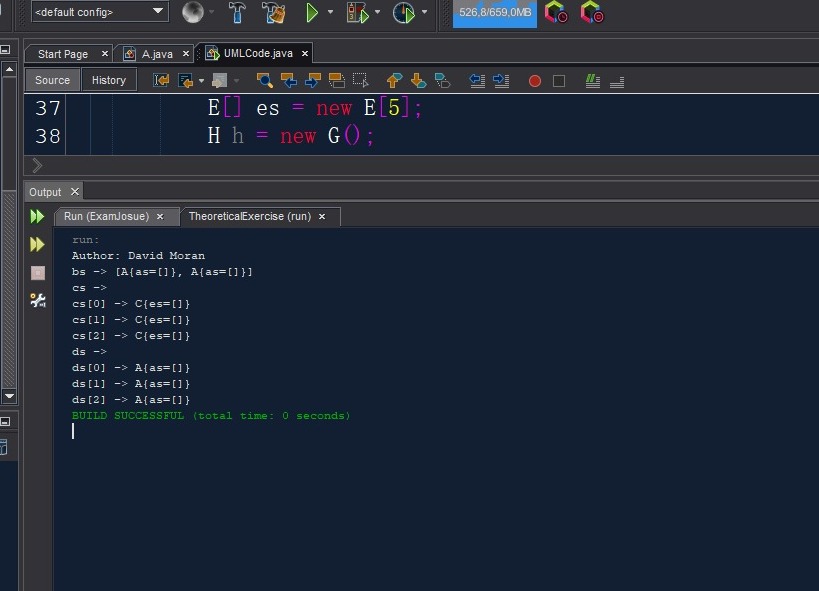 <default config>
526,8/659,0MB
Start Page
A.java
UMLCode.java
Source
History
37 E[] es = new E[5];
38 H h = new G();
Output
Run (ExamJosue)
TheoreticalExercise (run)
run:
Author: David Moran
bs -> [A{as=[]}, A{as=[]}]
cs ->
cs[0] -> C{es=[]}
cs[1] -> C{es=[]}
cs[2] -> C{es=[]}
ds ->
ds[0] -> A{as=[]}
ds[1] -> A{as=[]}
ds[2] -> A{as=[]}
BUILD SUCCESSFUL (total time: 0 seconds)